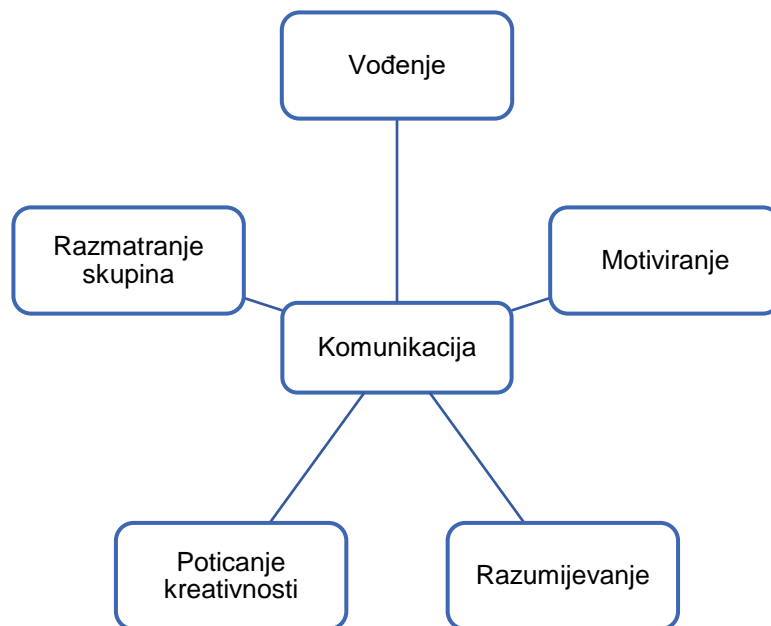 Vođenje
Razmatranje
skupina
Motiviranje
Komunikacija
Poticanje
kreativnosti
Razumijevanje